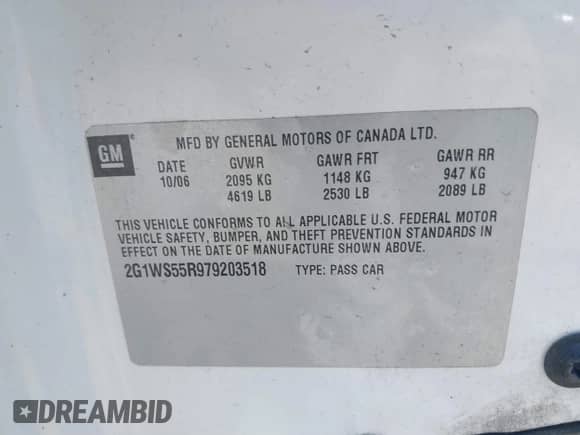 GM
MFD BY GENERAL MOTORS OF CANADA LTD.
DATE GVWR GAWR FRT GAWR RR
10/06 2095 KG 1148 KG 947 KG
4619 LB 2530 LB 2089 LB
THIS VEHICLE CONFORMS TO ALL APPLICABLE U.S. FEDERAL MOTOR
VEHICLE SAFETY, BUMPER, AND THEFT PREVENTION STANDARDS IN
EFFECT ON THE DATE OF MANUFACTURE SHOWN ABOVE.
2G1WS55R979203518 TYPE: PASS CAR
DREAMBID